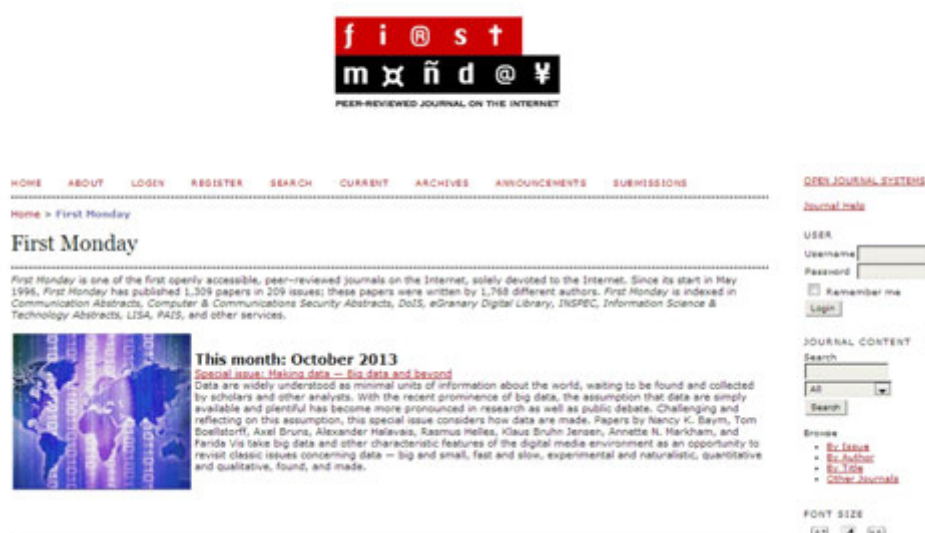 fi®st
m¤ñd@¥
PEER-REVIEWED JOURNAL ON THE INTERNET
HOME ABOUT LOGIN REGISTER SEARCH CURRENT ARCHIVES ANNOUNCEMENTS SUBMISSIONS
Home > First Monday
First Monday
First Monday is one of the first openly accessible, peer–reviewed journals on the Internet, solely devoted to the Internet. Since its start in May
1996, First Monday has published 1,309 papers in 209 issues; these papers were written by 1,768 different authors. First Monday is indexed in
Communication Abstracts, Computer & Communications Security Abstracts, DoIS, eGranary Digital Library, INSPEC, Information Science &
Technology Abstracts, LISA, PAIS, and other services.
This month: October 2013
Special issue: Making data — Big data and beyond
Data are widely understood as minimal units of information about the world, waiting to be found and collected
by scholars and other analysts. With the recent prominence of big data, the assumption that data are simply
available and plentiful has become more pronounced in research as well as public debate. Challenging and
reflecting on this assumption, this special issue considers how data are made. Papers by Nancy K. Baym, Tom
Boellstorff, Axel Bruns, Alexander Halavais, Rasmus Helles, Klaus Bruhn Jensen, Annette N. Markham, and
Farida Vis take big data and other characteristic features of the digital media environment as an opportunity to
revisit classic issues concerning data — big and small, fast and slow, experimental and naturalistic, quantitative
and qualitative, found, and made.
OPEN JOURNAL SYSTEMS
Journal Help
USER
Username
Password
Remember me
Login
JOURNAL CONTENT
Search
All
Search
Browse
By Issue
By Author
By Title
Other Journals
FONT SIZE